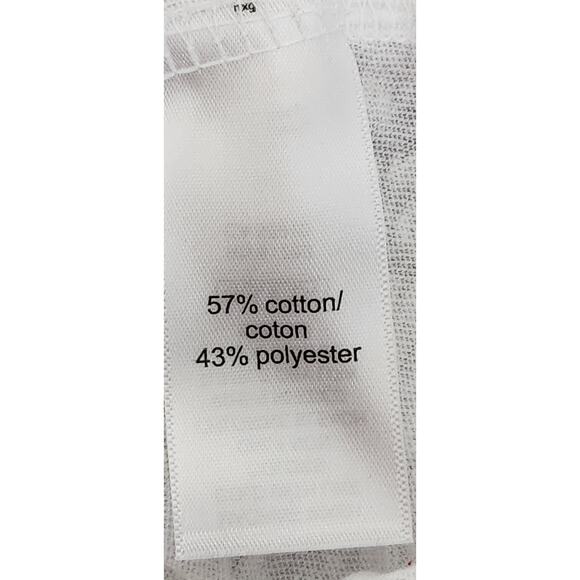 57% cotton/
coton
43% polyester